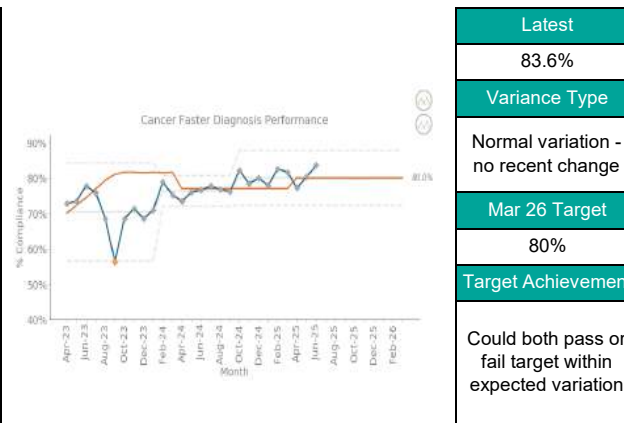 Cancer Faster Diagnosis Performance
90%
80%
70%
60%
50%
40%
% Compliance
80.0%
Apr-23
Jun-23
Aug-23
Oct-23
Dec-23
Feb-24
Apr-24
Jun-24
Aug-24
Oct-24
Dec-24
Feb-25
Apr-25
Jun-25
Aug-25
Oct-25
Dec-25
Feb-26
Month
Latest
83.6%
Variance Type
Normal variation -
no recent change
Mar 26 Target
80%
Target Achievemen
Could both pass or
fail target within
expected variation